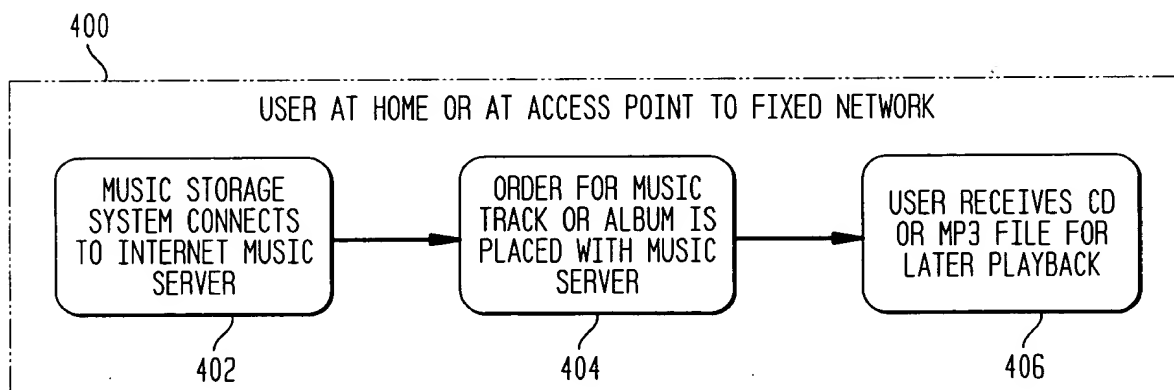 400
USER AT HOME OR AT ACCESS POINT TO FIXED NETWORK
MUSIC STORAGE
SYSTEM CONNECTS
TO INTERNET MUSIC
SERVER
402
ORDER FOR MUSIC
TRACK OR ALBUM IS
PLACED WITH MUSIC
SERVER
404
USER RECEIVES CD
OR MP3 FILE FOR
LATER PLAYBACK
406